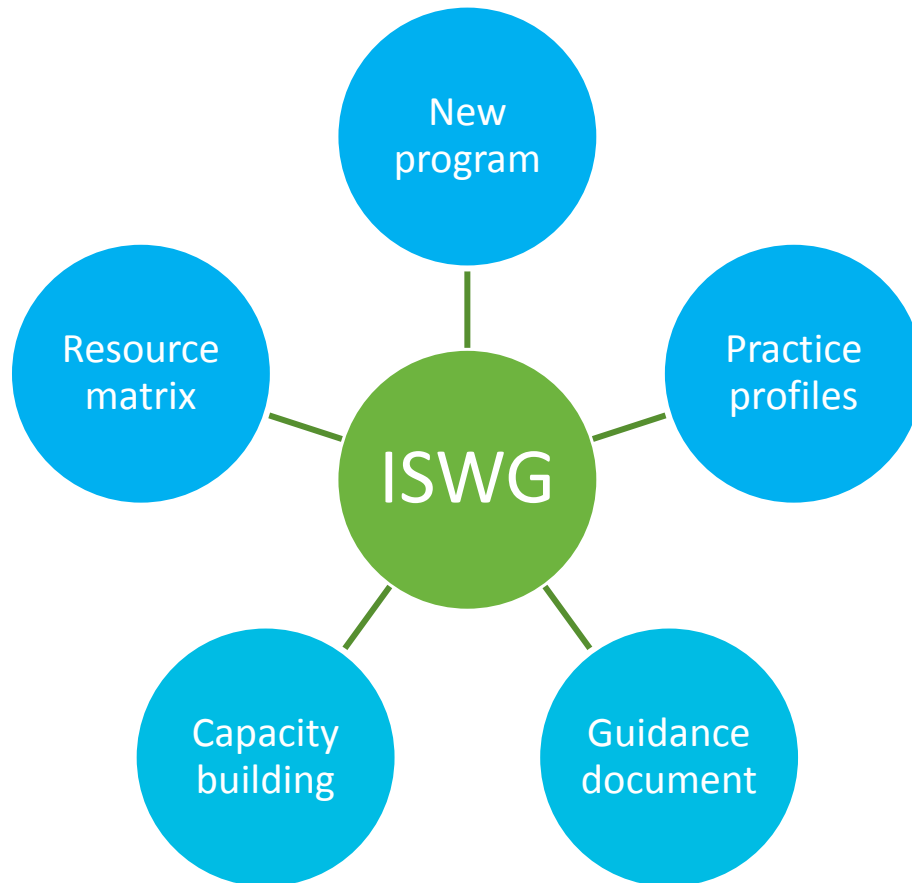 New
program
Resource
matrix
Practice
profiles
ISWG
Capacity
building
Guidance
document